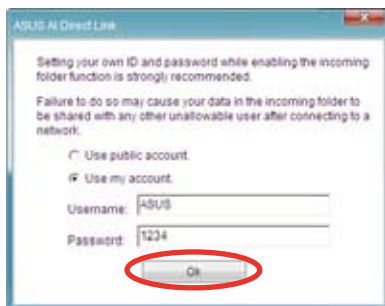 ASUS AI Direct Link
Setting your own ID and password while enabling the incoming
folder function is strongly recommended.
Failure to do so may cause your data in the incoming folder to
be shared with any other unallowable user after connecting to a
network.
Use public account.
Use my account.
Username: ASUS
Password: 1234
Ok